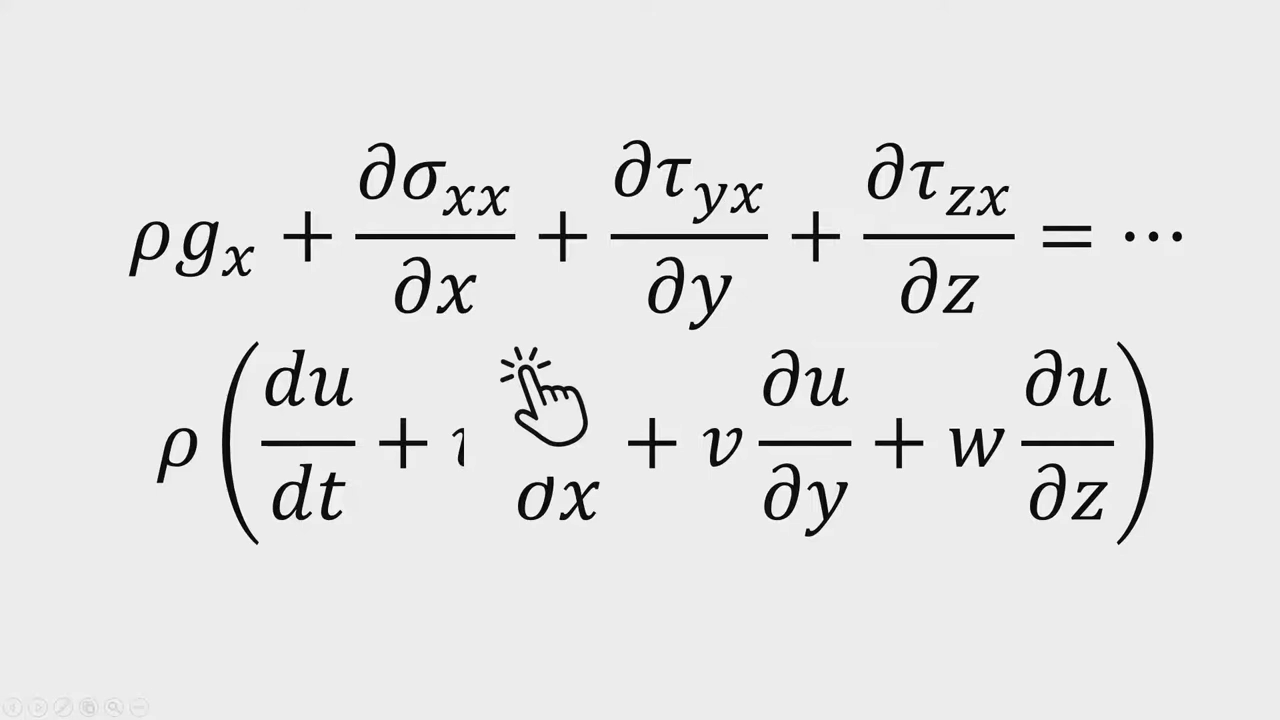 ρg_x + ∂σ_xx/∂x + ∂τ_yx/∂y + ∂τ_zx/∂z = ⋯
ρ(du/dt + + v ∂u/∂y + w ∂u/∂z)